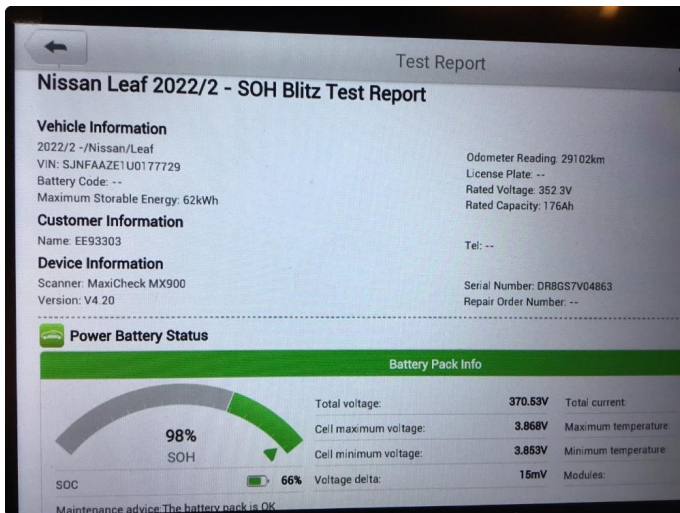 Test Report
Nissan Leaf 2022/2 - SOH Blitz Test Report
Vehicle Information
2022/2 -/Nissan/Leaf
VIN: SJNFAAZE1U0177729
Battery Code: --
Maximum Storable Energy: 62kWh
Odometer Reading: 29102km
License Plate: --
Rated Voltage: 352.3V
Rated Capacity: 176Ah
Customer Information
Name: EE93303
Tel: --
Device Information
Scanner: MaxiCheck MX900
Version: V4.20
Serial Number: DR8GS7V04863
Repair Order Number: --
Power Battery Status
Battery Pack Info
98%
SOH
SOC 66%
Maintenance advice:The battery pack is OK
Total voltage: 370.53V
Cell maximum voltage: 3.868V
Cell minimum voltage: 3.853V
Voltage delta: 15mV
Total current:
Maximum temperature:
Minimum temperature:
Modules: